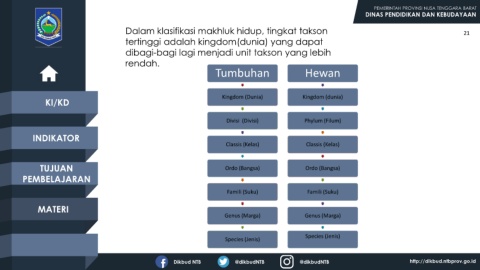 PEMERINTAH PROVINSI NUSA TENGGARA BARAT
DINAS PENDIDIKAN DAN KEBUDAYAAN
21
Dalam klasifikasi makhluk hidup, tingkat takson
tertinggi adalah kingdom(dunia) yang dapat
dibagi-bagi lagi menjadi unit takson yang lebih
rendah.
KI/KD
INDIKATOR
TUJUAN
PEMBELAJARAN
MATERI
Tumbuhan
Kingdom (Dunia)
Divisi (Divisi)
Classis (Kelas)
Ordo (Bangsa)
Famili (Suku)
Genus (Marga)
Species (Jenis)
Hewan
Kingdom (dunia)
Phylum (Filum)
Classis (Kelas)
Ordo (Bangsa)
Famili (Suku)
Genus (Marga)
Species (Jenis)
Dikbud NTB
@dikbudNTB
@dikbudNTB
http://dikbud.ntbprov.go.id